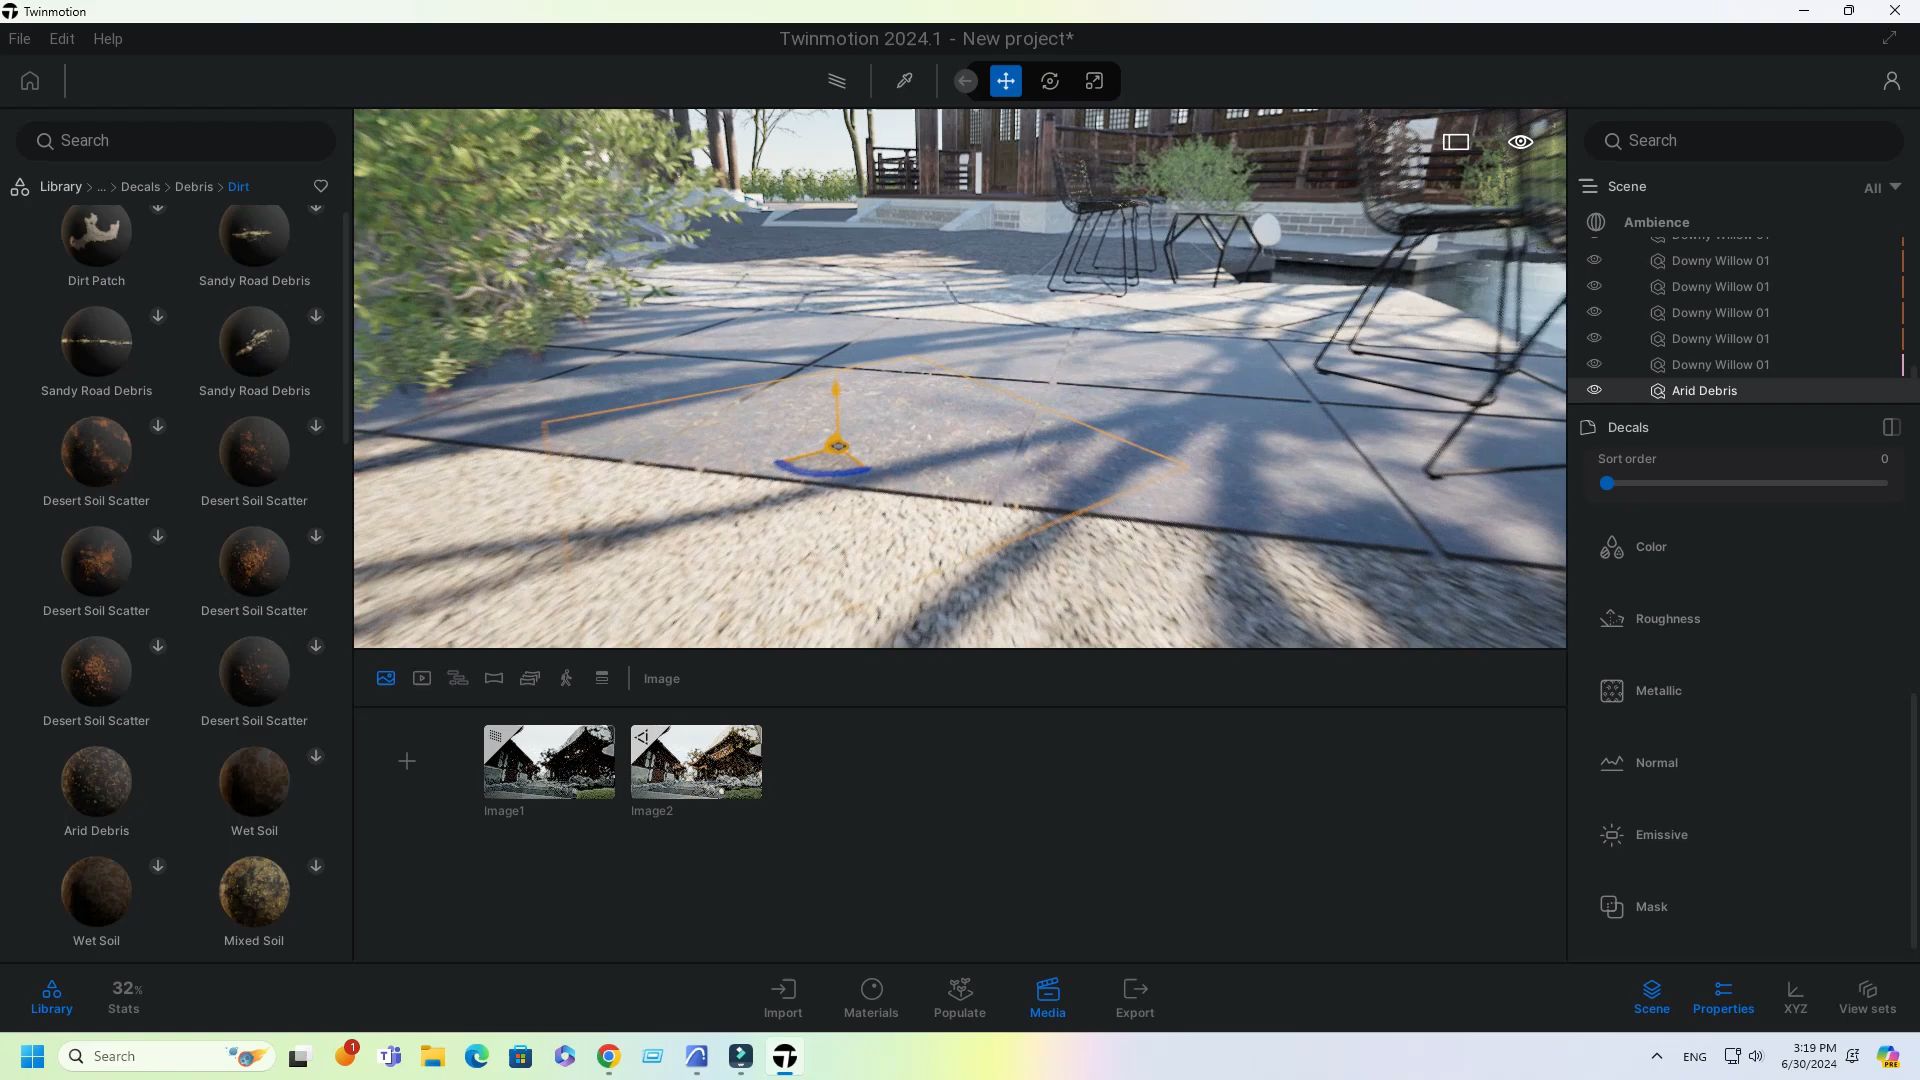 Twinmotion
File Edit Help
Twinmotion 2024.1 - New project*
Search
Library > ... > Decals > Debris > Dirt
Dirt Patch
Sandy Road Debris
Sandy Road Debris
Sandy Road Debris
Desert Soil Scatter
Desert Soil Scatter
Desert Soil Scatter
Desert Soil Scatter
Desert Soil Scatter
Desert Soil Scatter
Arid Debris
Wet Soil
Wet Soil
Mixed Soil
Image
Image1
Image2
Search
Scene
All
Ambience
Downy Willow 01
Downy Willow 01
Downy Willow 01
Downy Willow 01
Downy Willow 01
Downy Willow 01
Arid Debris
Decals
Sort order 0
Color
Roughness
Metallic
Normal
Emissive
Mask
Library
32%
Stats
Import
Materials
Populate
Media
Export
Scene
Properties
XYZ
View sets
Search
1
ENG
3:19 PM
6/30/2024
PRE